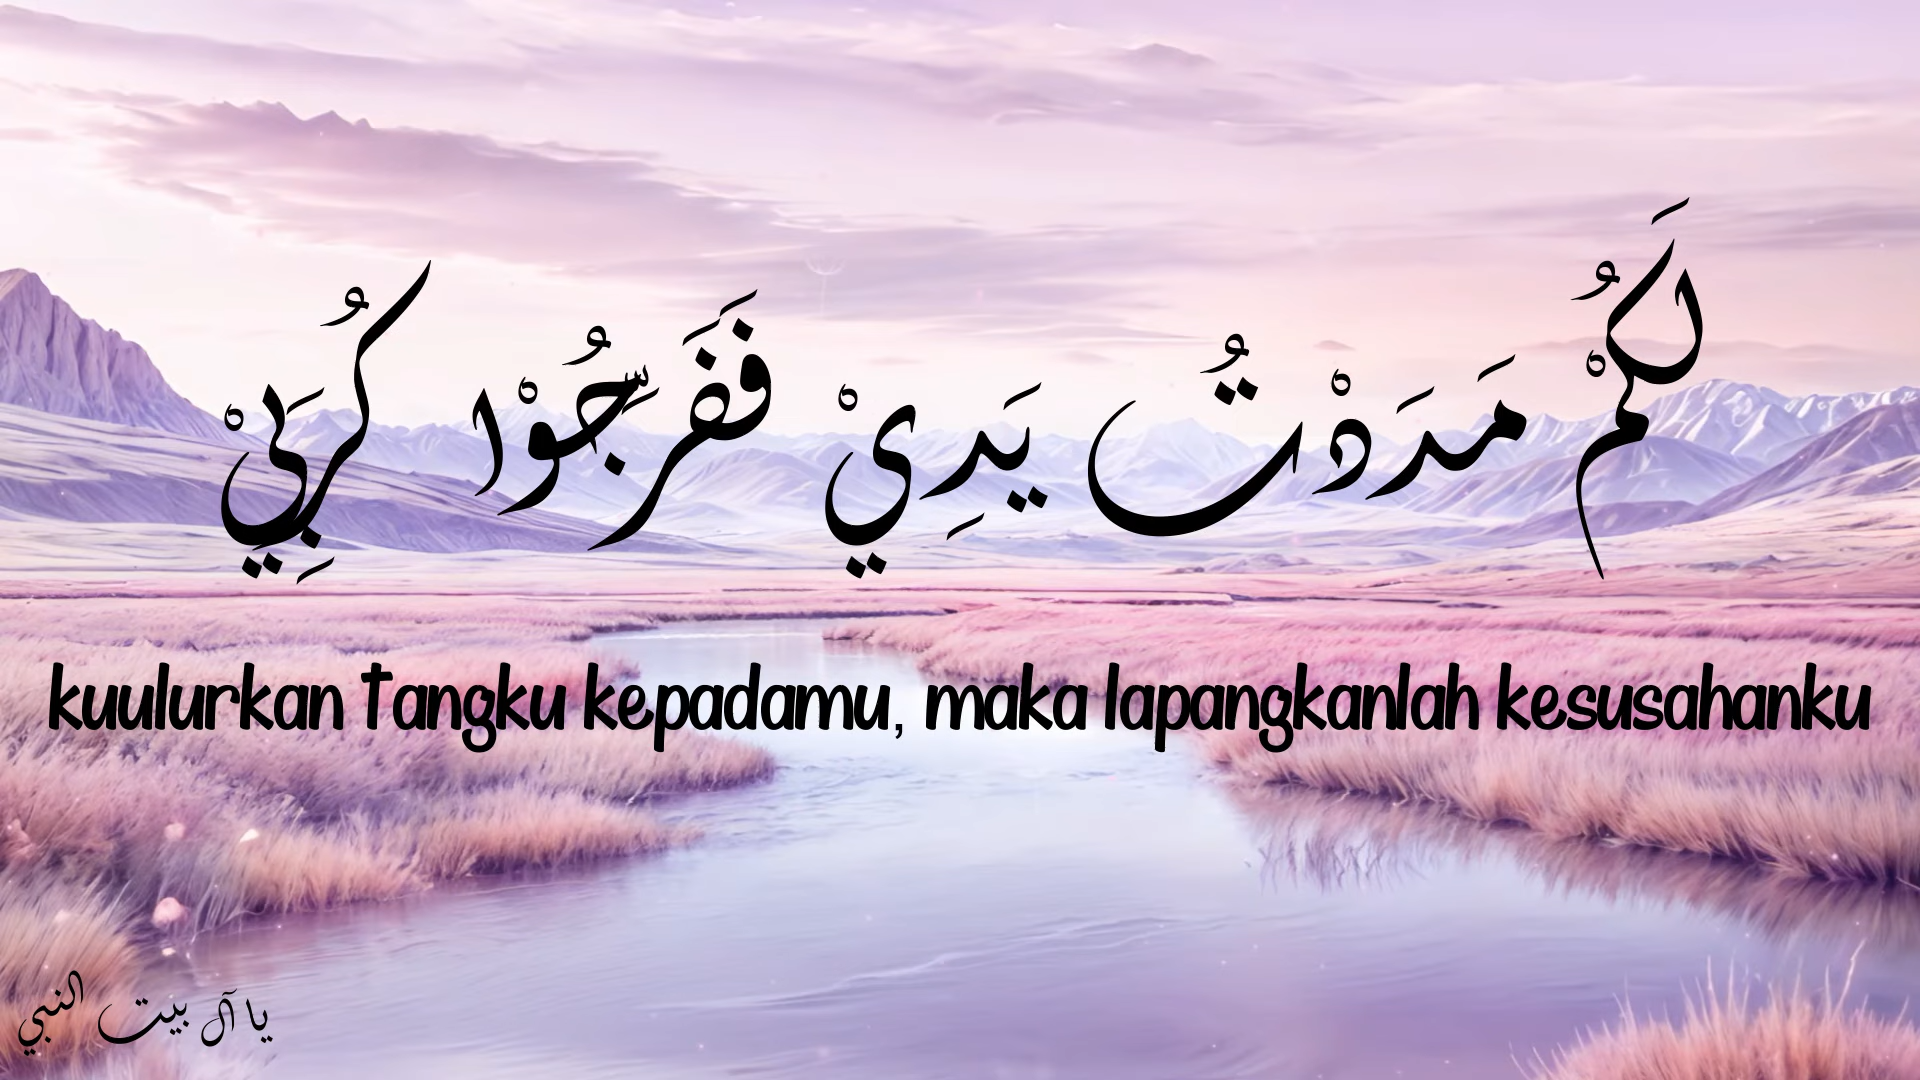 لَكُمْ مَدَدْتُ يَدِيْ فَفَرِّجُوْا كُرَبِيْ
kuulurkan tangku kepadamu, maka lapangkanlah kesusahanku
يا آل بيت النبي